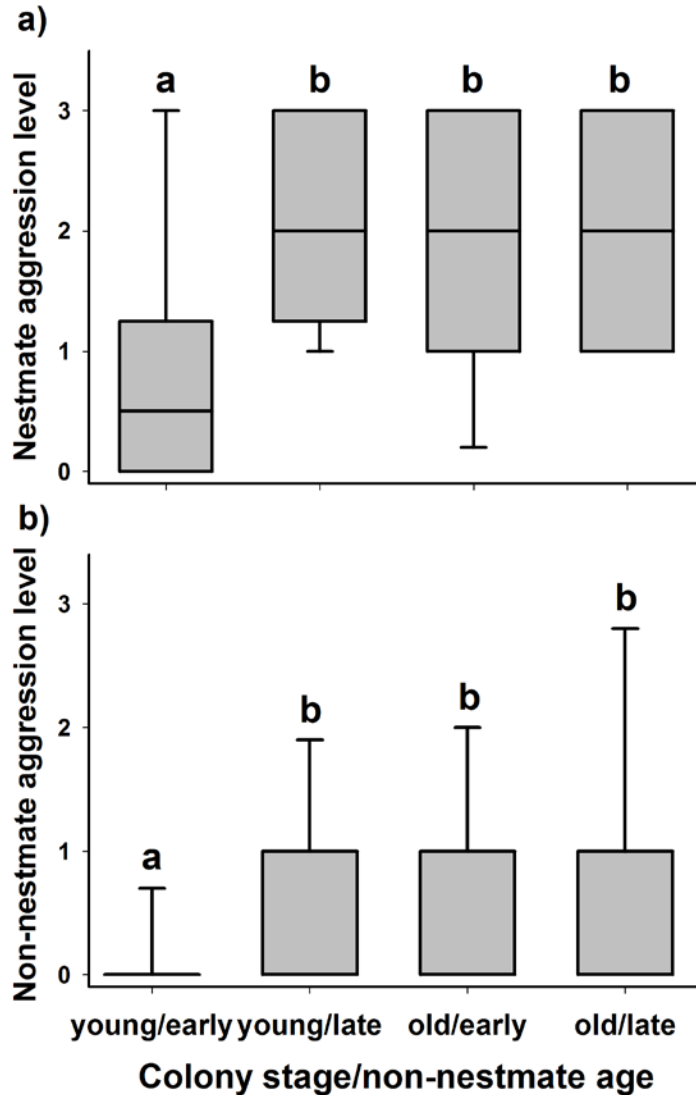 a)
Nestmate aggression level
3
2
1
0
a
b
b
b
b)
Non-nestmate aggression level
3
2
1
0
a
b
b
b
young/early young/late old/early old/late
Colony stage/non-nestmate age